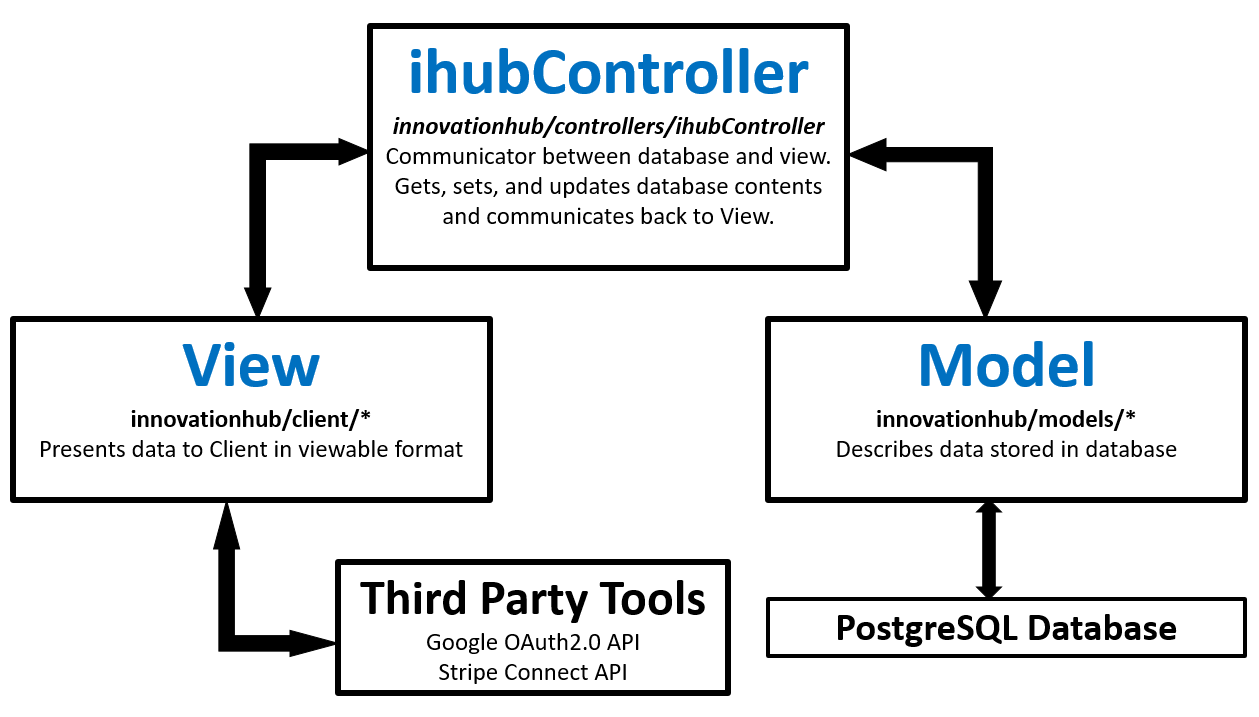 ihubController
innovationhub/controllers/ihubController
Communicator between database and view.
Gets, sets, and updates database contents
and communicates back to View.
View
innovationhub/client/*
Presents data to Client in viewable format
Model
innovationhub/models/*
Describes data stored in database
Third Party Tools
Google OAuth2.0 API
Stripe Connect API
PostgreSQL Database